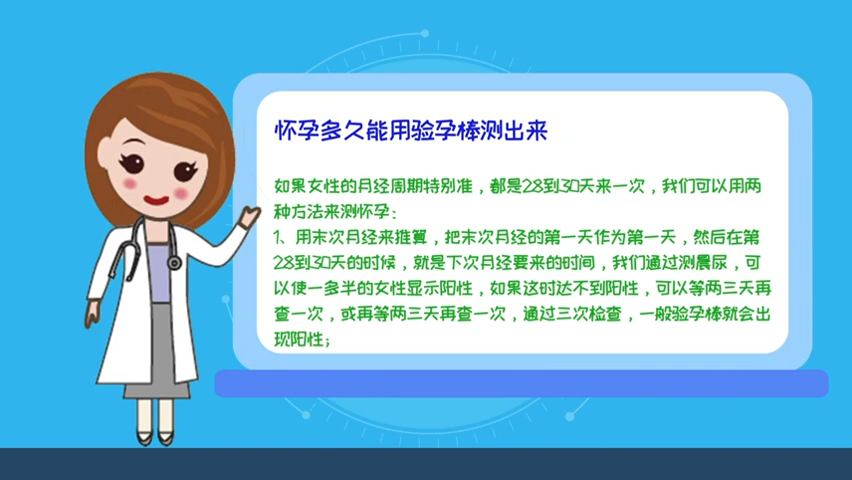 怀孕多久能用验孕棒测出来
如果女性的月经周期特别准，都是28到30天来一次，我们可以用两
种方法来测怀孕：
1、用末次月经来推算，把末次月经的第一天作为第一天，然后在第
28到30天的时候，就是下次月经要来的时间，我们通过测晨尿，可
以使一多半的女性显示阳性，如果这时达不到阳性，可以等两三天再
查一次，或再等两三天再查一次，通过三次检查，一般验孕棒就会出
现阳性；